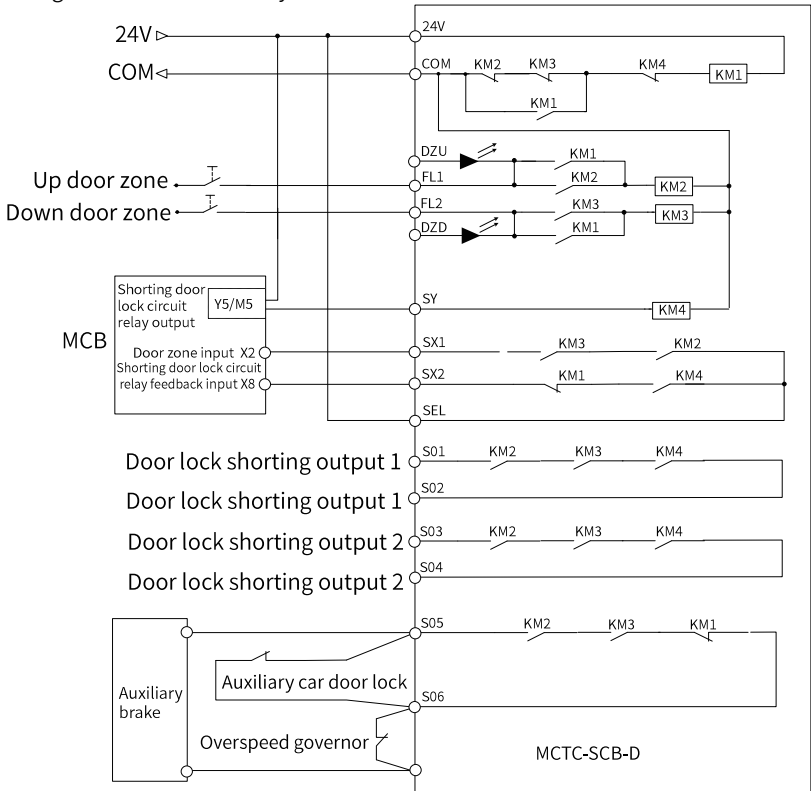 24V
24V
COM
COM
KM2
KM3
KM4
KM1
KM1
DZU
KM1
Up door zone
FL1
KM2
KM2
Down door zone
FL2
KM3
KM3
DZD
KM1
Shorting door
lock circuit
relay output
Y5/M5
SY
KM4
MCB
Door zone input X2
SX1
KM3
KM2
Shorting door lock circuit
relay feedback input X8
SX2
KM1
KM4
SEL
Door lock shorting output 1
S01
KM2
KM3
KM4
Door lock shorting output 1
S02
Door lock shorting output 2
S03
KM2
KM3
KM4
Door lock shorting output 2
S04
S05
KM2
KM3
KM1
Auxiliary car door lock
Auxiliary
brake
S06
Overspeed governor
MCTC-SCB-D